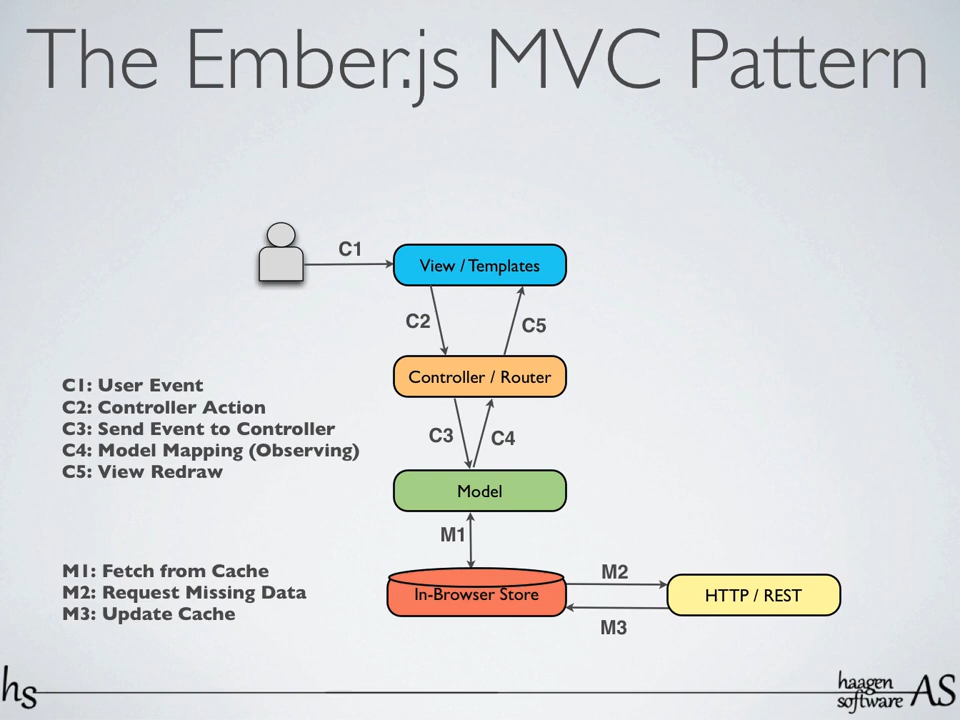 The Ember.js MVC Pattern
C1
View / Templates
C2
C5
Controller / Router
C1: User Event
C2: Controller Action
C3: Send Event to Controller
C4: Model Mapping (Observing)
C5: View Redraw
C3
C4
Model
M1
M1: Fetch from Cache
M2: Request Missing Data
M3: Update Cache
In-Browser Store
M2
HTTP / REST
M3
hs
haagen
software AS